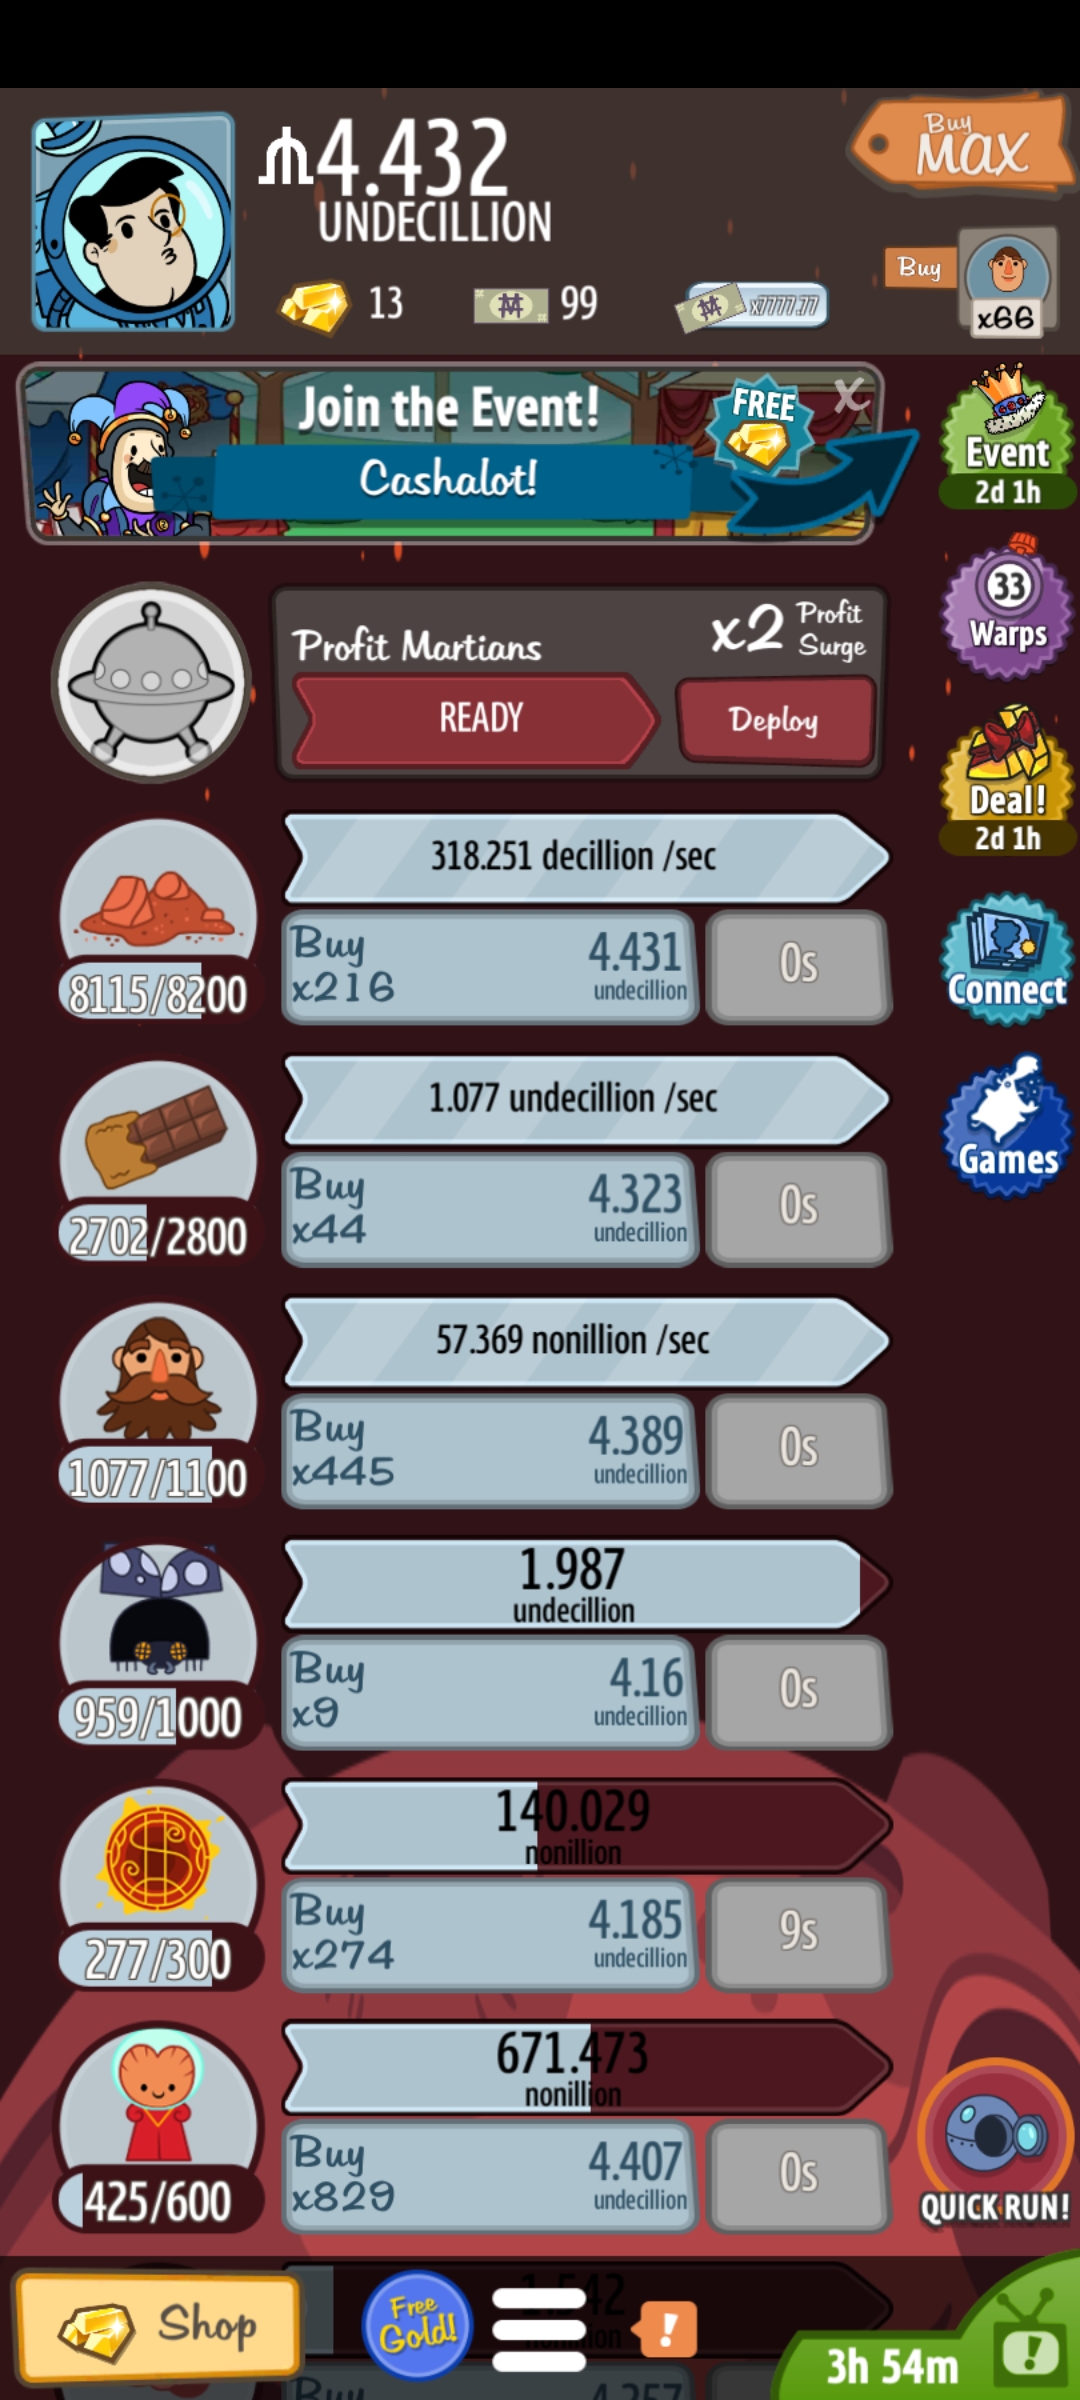 4.432
UNDECILLION
Buy
MAX
13
99
x7777.77
Buy
x66
Join the Event!
FREE
X
Cashalot!
Event
2d 1h
33
Warps
Profit Martians
x2 Profit Surge
READY
Deploy
Deal!
2d 1h
318.251 decillion /sec
8115/8200
Buy
x216
4.431
undecillion
0s
Connect
1.077 undecillion /sec
2702/2800
Buy
x44
4.323
undecillion
0s
Games
57.369 nonillion /sec
1077/1100
Buy
x445
4.389
undecillion
0s
1.987
undecillion
959/1000
Buy
x9
4.16
undecillion
0s
140.029
nonillion
277/300
Buy
x274
4.185
undecillion
9s
671.473
nonillion
425/600
Buy
x829
4.407
undecillion
0s
QUICK RUN!
Shop
Free
Gold!
!
3h 54m
!
Buy
4.257